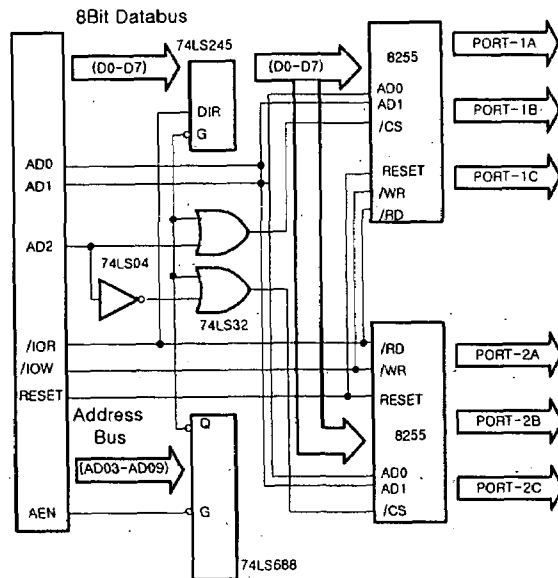 8Bit Databus
(D0-D7)
74LS245
DIR
G
(D0-D7)
8255
AD0
AD1
/CS
RESET
/WR
/RD
PORT-1A
PORT-1B
PORT-1C
AD0
AD1
AD2
74LS04
74LS32
/IOR
/IOW
RESET
Address
Bus
[AD03-AD09)
AEN
Q
G
74LS688
/RD
/WR
RESET
8255
AD0
AD1
/CS
PORT-2A
PORT-2B
PORT-2C